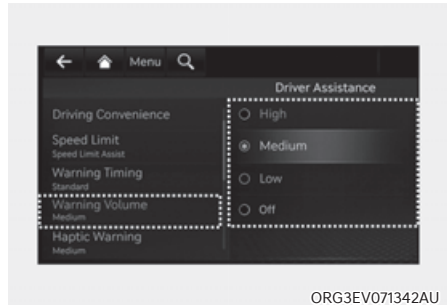 Menu
Driver Assistance
Driving Convenience
Speed Limit
Speed Limit Assist
Warning Timing
Standard
Warning Volume
Medium
Haptic Warning
Medium
High
Medium
Low
Off
ORG3EV071342AU